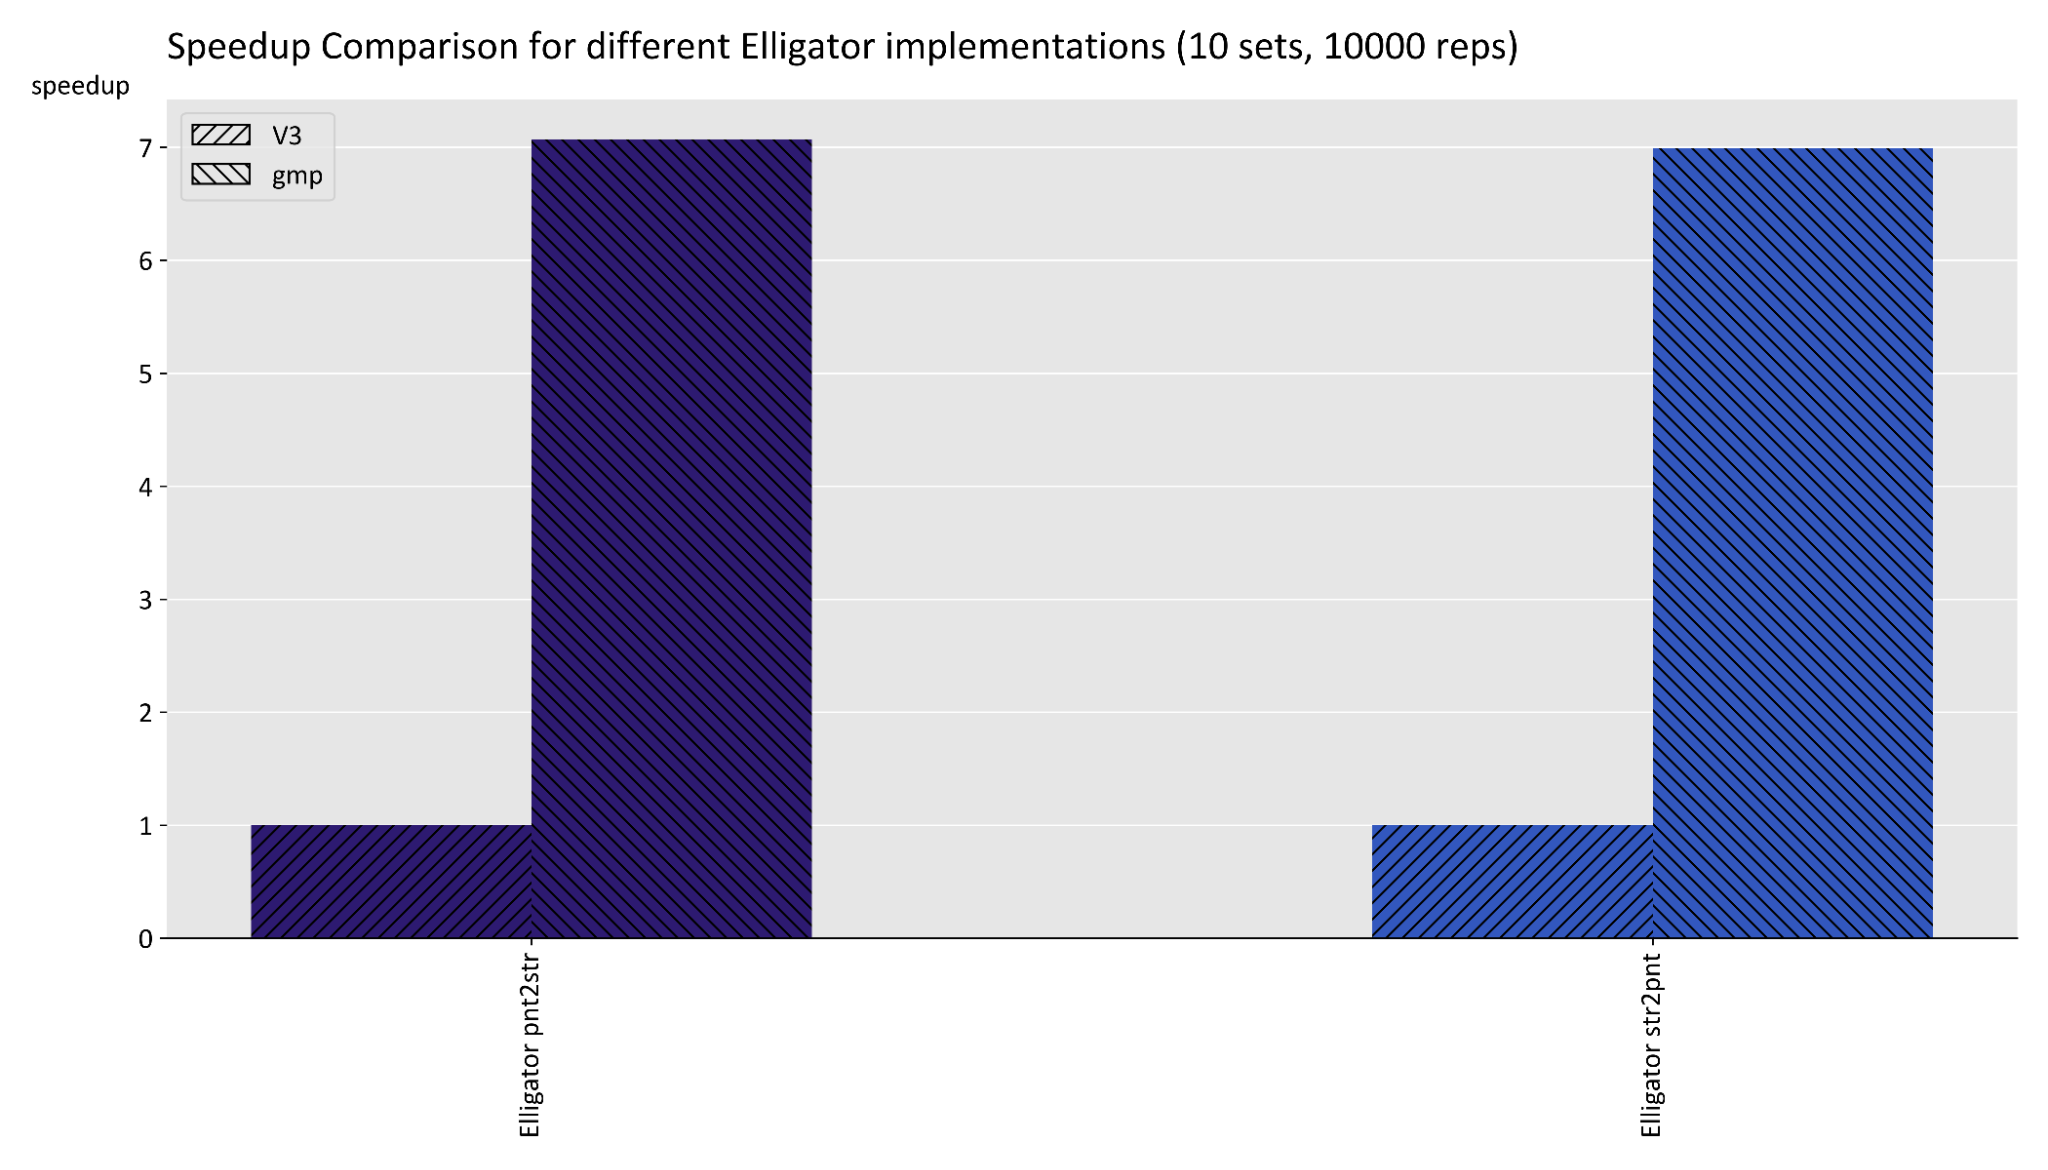 Speedup Comparison for different Elligator implementations (10 sets, 10000 reps)
speedup
V3
gmp
7
6
5
4
3
2
1
0
Elligator pnt2str
Elligator str2pnt